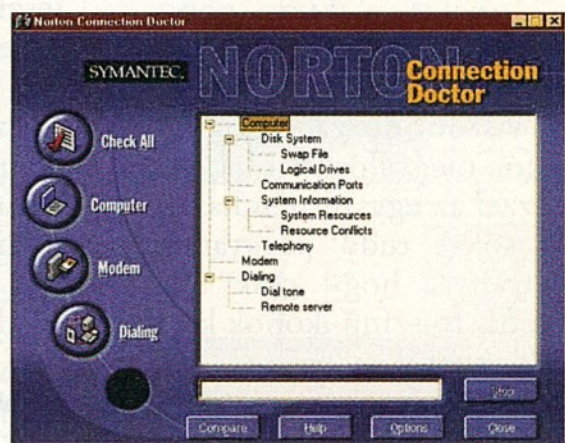 Norton Connection Doctor
SYMANTEC.
NORTON
Connection
Doctor
Check All
Computer
Modem
Dialing
Computer
Disk System
Swap File
Logical Drives
Communication Ports
System Information
System Resources
Resource Conflicts
Telephony
Modem
Dialing
Dial tone
Remote server
Stop
Compare
Help
Options
Close